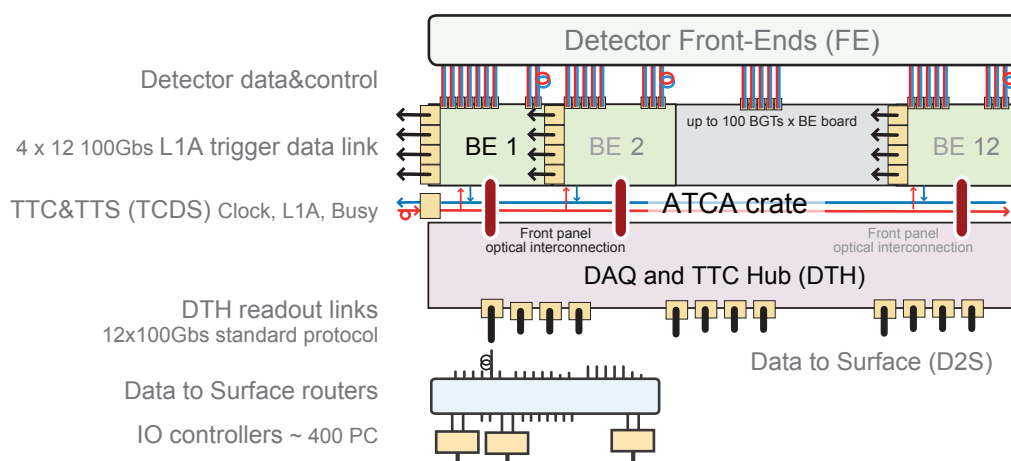 Detector Front-Ends (FE)
Detector data&control
up to 100 BGTs x BE board
4 x 12 100Gbs L1A trigger data link
BE 1
BE 2
BE 12
TTC&TTS (TCDS) Clock, L1A, Busy
ATCA crate
Front panel
optical interconnection
Front panel
optical interconnection
DAQ and TTC Hub (DTH)
DTH readout links
12x100Gbs standard protocol
Data to Surface (D2S)
Data to Surface routers
IO controllers ~ 400 PC